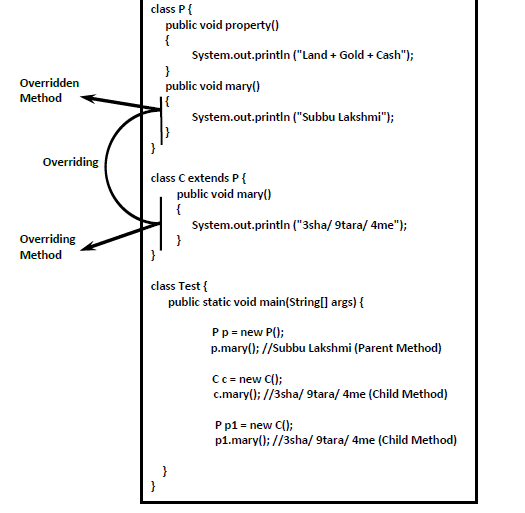 class P {
public void property()
{
System.out.println ("Land + Gold + Cash");
}
public void mary()
Overridden
Method
{
System.out.println ("Subbu Lakshmi");
}
}
Overriding
class C extends P {
public void mary()
{
System.out.println ("3sha/ 9tara/ 4me");
Overriding
Method
}
}
class Test {
public static void main(String[] args) {
P p = new P();
p.mary(); //Subbu Lakshmi (Parent Method)
C c = new C();
c.mary(); //3sha/ 9tara/ 4me (Child Method)
P p1 = new C();
p1.mary(); //3sha/ 9tara/ 4me (Child Method)
}
}